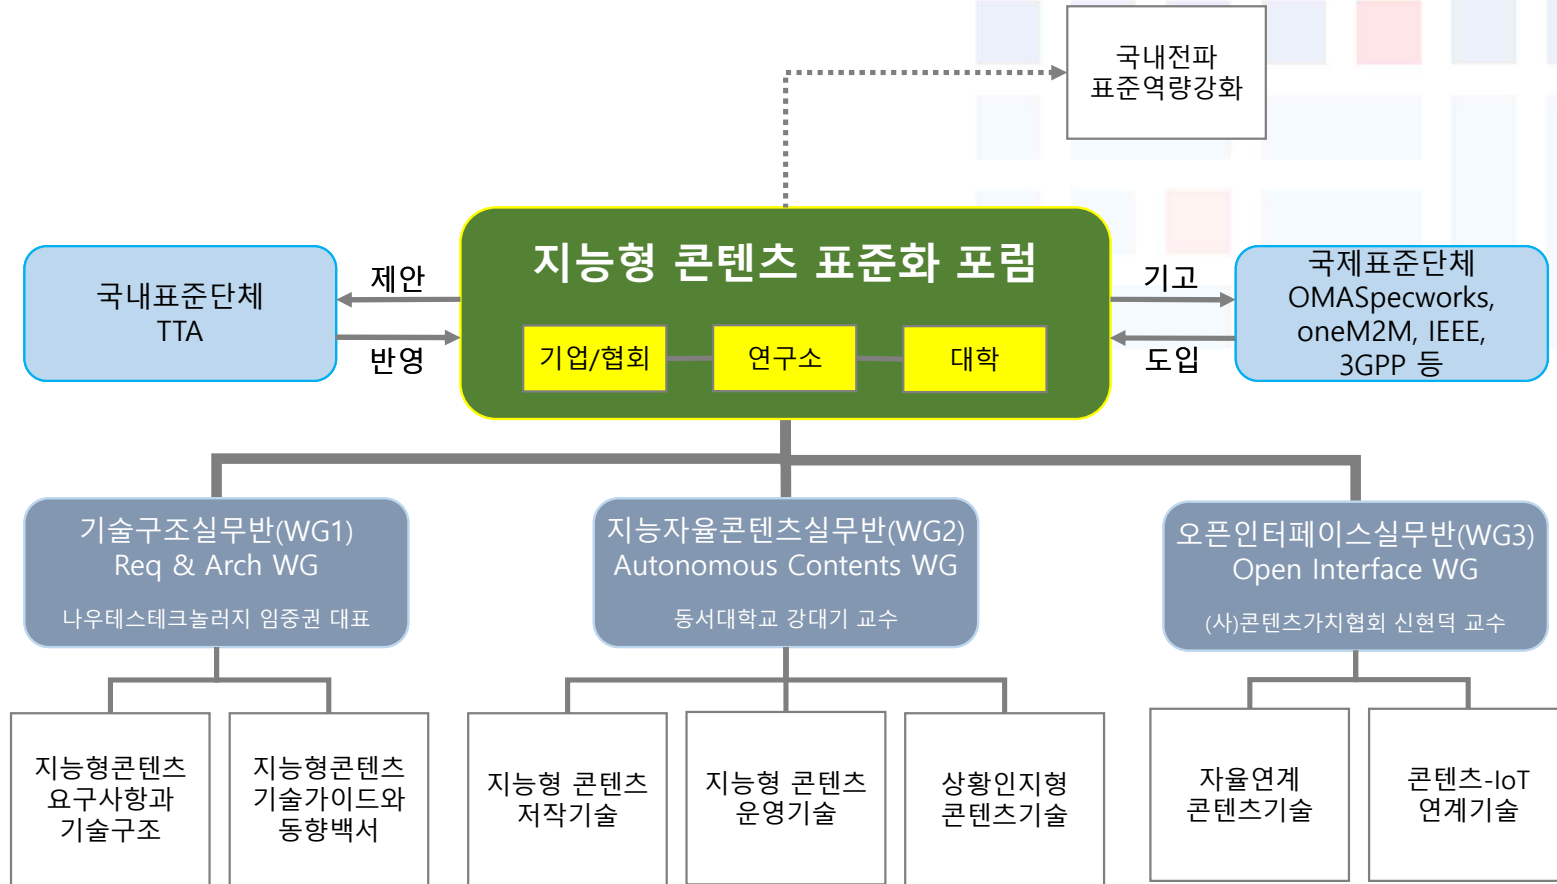 국내전파
표준역량강화
지능형 콘텐츠 표준화 포럼
기업/협회
연구소
대학
국내표준단체
TTA
제안
반영
기고
도입
국제표준단체
OMASpecworks,
oneM2M, IEEE,
3GPP 등
기술구조실무반(WG1)
Req & Arch WG
나우테스테크놀러지 임중권 대표
지능자율콘텐츠실무반(WG2)
Autonomous Contents WG
동서대학교 강대기 교수
오픈인터페이스실무반(WG3)
Open Interface WG
(사)콘텐츠가치협회 신현덕 교수
지능형콘텐츠
요구사항과
기술구조
지능형콘텐츠
기술가이드와
동향백서
지능형 콘텐츠
저작기술
지능형 콘텐츠
운영기술
상황인지형
콘텐츠기술
자율연계
콘텐츠기술
콘텐츠-IoT
연계기술